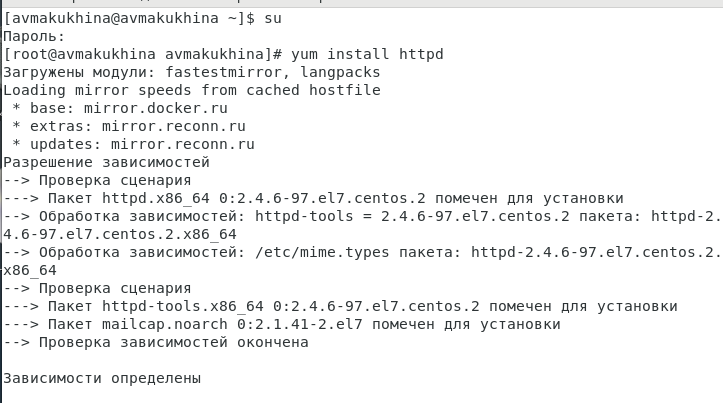 [avmakukhina@avmakukhina ~]$ su
Пароль:
[root@avmakukhina avmakukhina]# yum install httpd
Загружены модули: fastestmirror, langpacks
Loading mirror speeds from cached hostfile
 * base: mirror.docker.ru
 * extras: mirror.reconn.ru
 * updates: mirror.reconn.ru
Разрешение зависимостей
--> Проверка сценария
---> Пакет httpd.x86_64 0:2.4.6-97.el7.centos.2 помечен для установки
--> Обработка зависимостей: httpd-tools = 2.4.6-97.el7.centos.2 пакета: httpd-2.
4.6-97.el7.centos.2.x86_64
--> Обработка зависимостей: /etc/mime.types пакета: httpd-2.4.6-97.el7.centos.2.
x86_64
--> Проверка сценария
---> Пакет httpd-tools.x86_64 0:2.4.6-97.el7.centos.2 помечен для установки
---> Пакет mailcap.noarch 0:2.1.41-2.el7 помечен для установки
--> Проверка зависимостей окончена
Зависимости определены